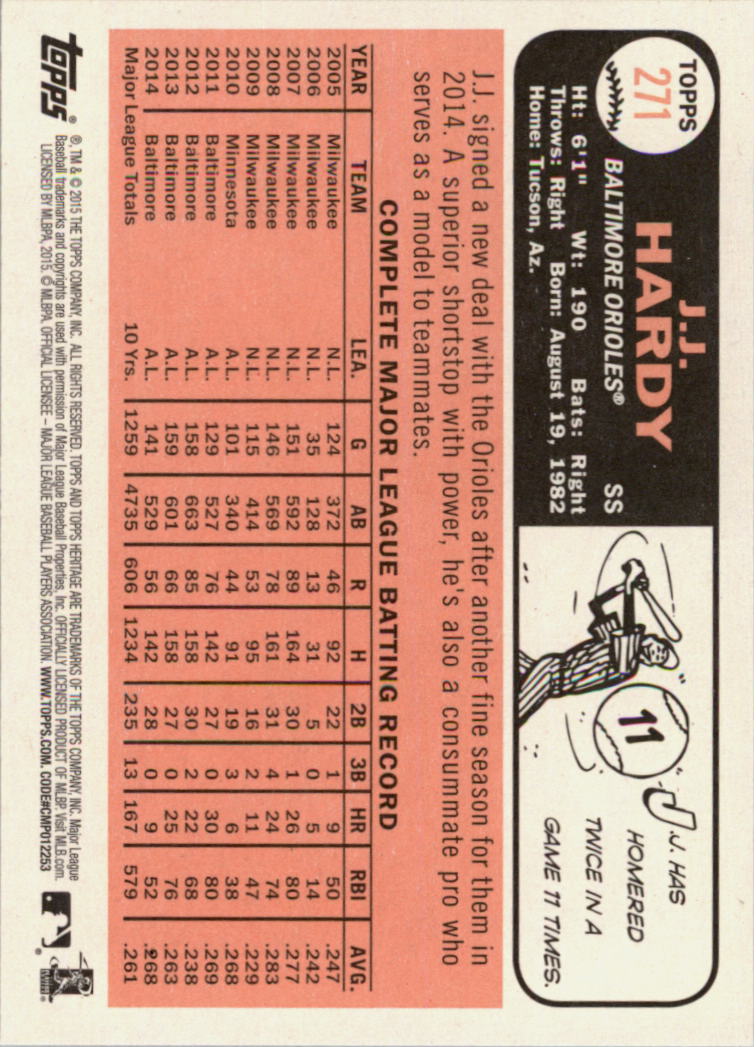 TOPPS
271
J.J.
HARDY
BALTIMORE ORIOLES® SS
Ht: 6'1" Wt: 190 Bats: Right
Throws: Right Born: August 19, 1982
Home: Tucson, Az.
11
J.J. HAS
HOMERED
TWICE IN A
GAME 11 TIMES.
J.J. signed a new deal with the Orioles after another fine season for them in
2014. A superior shortstop with power, he's also a consummate pro who
serves as a model to teammates.
COMPLETE MAJOR LEAGUE BATTING RECORD
YEAR TEAM LEA. G AB R H 2B 3B HR RBI AVG.
2005 Milwaukee N.L. 124 372 46 92 22 1 9 50 .247
2006 Milwaukee N.L. 35 128 13 31 5 0 5 14 .242
2007 Milwaukee N.L. 151 592 89 164 30 1 26 80 .277
2008 Milwaukee N.L. 146 569 78 161 31 4 24 74 .283
2009 Milwaukee N.L. 115 414 53 95 16 2 11 47 .229
2010 Minnesota A.L. 101 340 44 91 19 3 6 38 .268
2011 Baltimore A.L. 129 527 76 142 27 0 30 80 .269
2012 Baltimore A.L. 158 663 85 158 30 2 22 68 .238
2013 Baltimore A.L. 159 601 66 158 27 0 25 76 .263
2014 Baltimore A.L. 141 529 56 142 28 0 9 52 .268
Major League Totals 10 Yrs. 1259 4735 606 1234 235 13 167 579 .261
topps®
®, TM & © 2015 THE TOPPS COMPANY, INC. ALL RIGHTS RESERVED. TOPPS AND TOPPS HERITAGE ARE TRADEMARKS OF THE TOPPS COMPANY, INC. Major League
Baseball trademarks and copyrights are used with permission of Major League Baseball Properties, Inc. OFFICIALLY LICENSED PRODUCT OF MLBP. Visit MLB.com.
LICENSED BY MLBPA, 2015. © MLBPA. OFFICIAL LICENSEE – MAJOR LEAGUE BASEBALL PLAYERS ASSOCIATION. WWW.TOPPS.COM. CODE#CMP012253